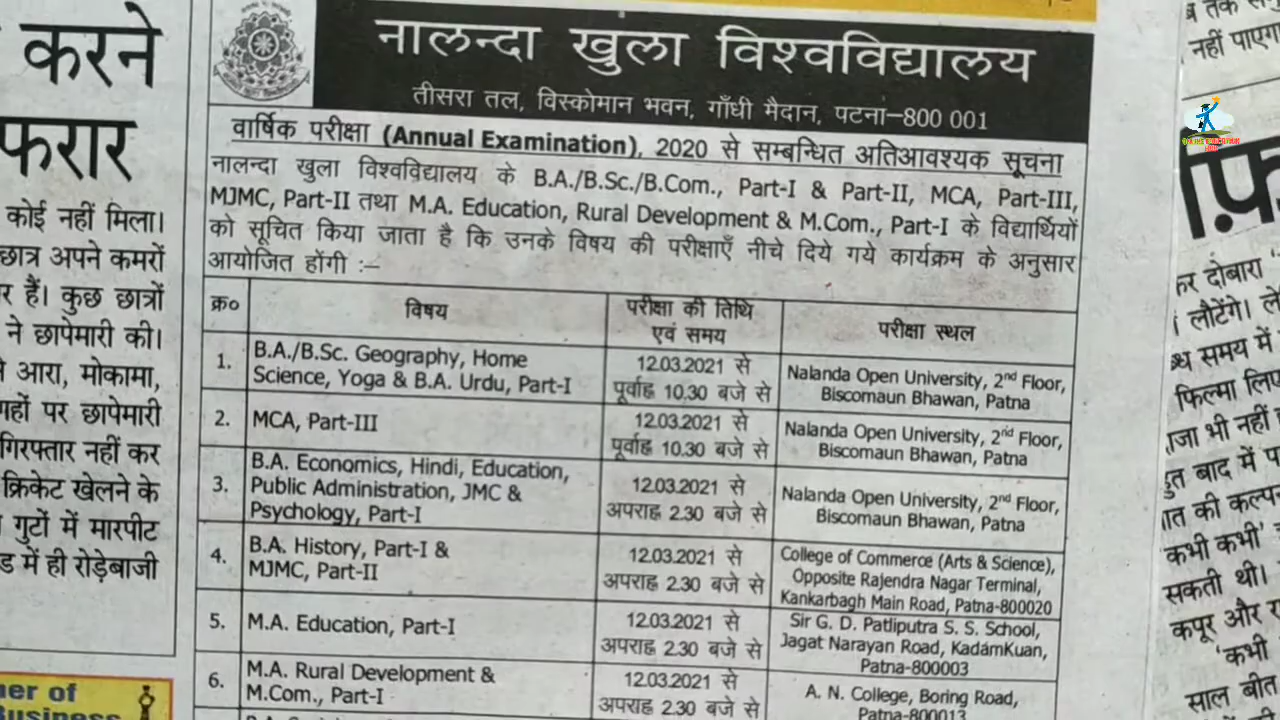 करने
फरार
कोई नहीं मिला।
छात्र अपने कमरों
हैं। कुछ छात्रों
ने छापेमारी की।
आरा, मोकामा,
पर छापेमारी
गिरफ्तार नहीं कर
क्रिकेट खेलने के
गुटों में मारपीट
में ही रोड़ेबाजी
Business
नालन्दा खुला विश्वविद्यालय
तीसरा तल, विस्कोमान भवन, गाँधी मैदान, पटना–800 001
वार्षिक परीक्षा (Annual Examination), 2020 से सम्बन्धित अतिआवश्यक सूचना
नालन्दा खुला विश्वविद्यालय के B.A./B.Sc./B.Com., Part-I & Part-II, MCA, Part-III,
MJMC, Part-II तथा M.A. Education, Rural Development & M.Com., Part-I के विद्यार्थियों
को सूचित किया जाता है कि उनके विषय की परीक्षाएँ नीचे दिये गये कार्यक्रम के अनुसार
आयोजित होंगी :–
क्र० विषय परीक्षा की तिथि एवं समय परीक्षा स्थल
1. B.A./B.Sc. Geography, Home
Science, Yoga & B.A. Urdu, Part-I
12.03.2021 से
पूर्वाह्न 10.30 बजे से
Nalanda Open University, 2nd Floor,
Biscomaun Bhawan, Patna
2. MCA, Part-III
12.03.2021 से
पूर्वाह्न 10.30 बजे से
Nalanda Open University, 2nd Floor,
Biscomaun Bhawan, Patna
3. B.A. Economics, Hindi, Education,
Public Administration, JMC &
Psychology, Part-I
12.03.2021 से
अपराह्न 2.30 बजे से
Nalanda Open University, 2nd Floor,
Biscomaun Bhawan, Patna
4. B.A. History, Part-I &
MJMC, Part-II
12.03.2021 से
अपराह्न 2.30 बजे से
College of Commerce (Arts & Science),
Opposite Rajendra Nagar Terminal,
Kankarbagh Main Road, Patna-800020
5. M.A. Education, Part-I
12.03.2021 से
अपराह्न 2.30 बजे से
Sir G. D. Patliputra S. S. School,
Jagat Narayan Road, KadamKuan,
Patna-800003
6. M.A. Rural Development &
M.Com., Part-I
12.03.2021 से
अपराह्न 2.30 बजे से
A. N. College, Boring Road,
Patna-800013
तक
नहीं पाएगा
दोबारा
लौटेंगे।
समय में
फिल्मा
भी नहीं
बाद में
की
कभी कभी'
सकती थी।
कपूर और
'कभी
साल बीत